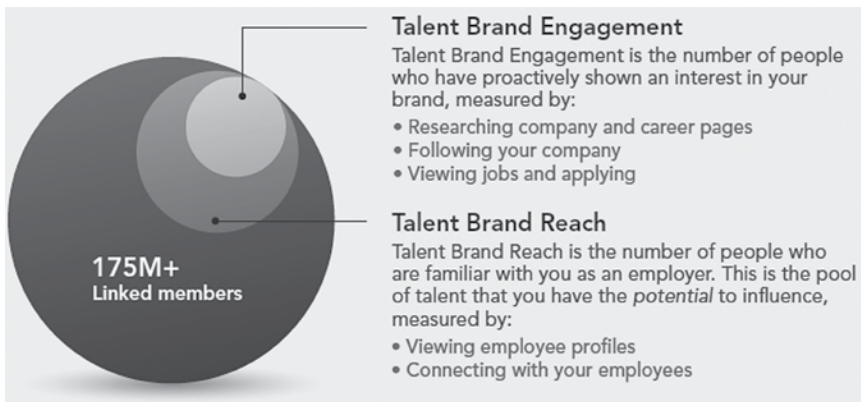 Talent Brand Engagement
Talent Brand Engagement is the number of people
who have proactively shown an interest in your
brand, measured by:
• Researching company and career pages
• Following your company
• Viewing jobs and applying
Talent Brand Reach
Talent Brand Reach is the number of people who
are familiar with you as an employer. This is the pool
of talent that you have the potential to influence,
measured by:
• Viewing employee profiles
• Connecting with your employees
175M+
Linked members